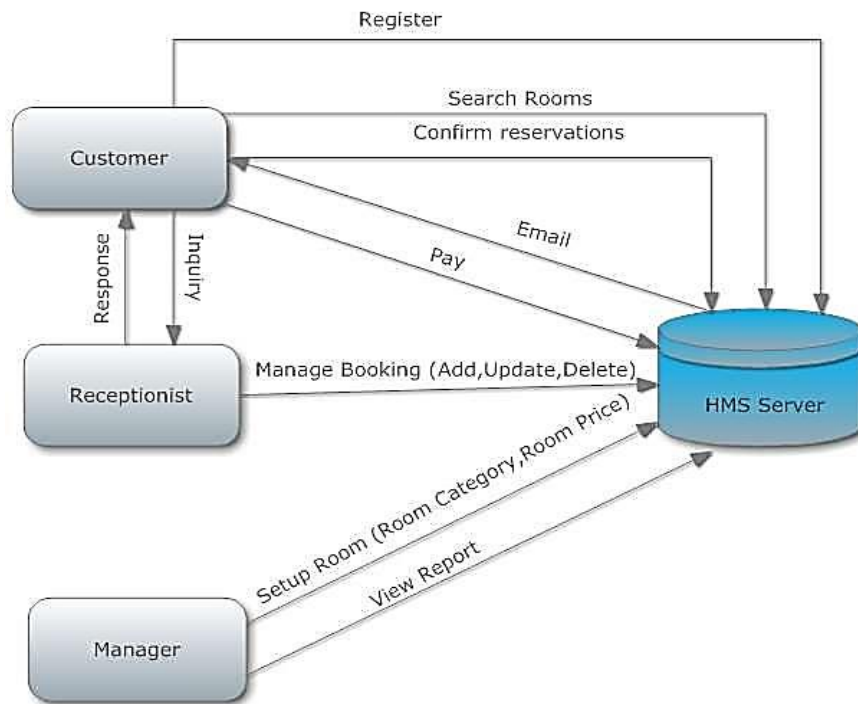 Register
Search Rooms
Confirm reservations
Customer
Email
Pay
Response
Inquiry
Receptionist
Manage Booking (Add,Update,Delete)
HMS Server
Setup Room (Room Category,Room Price)
View Report
Manager